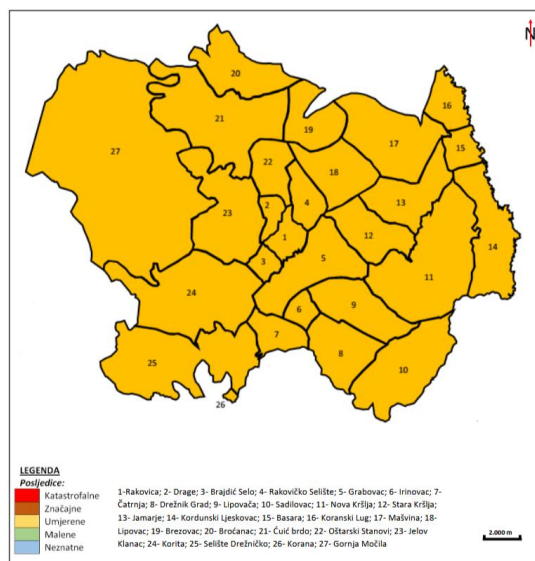 N
20
16
21
19
17
27
15
22
18
4
13
2
23
1
12
14
3
5
11
24
6
9
7
8
25
10
26
LEGENDA
Posljedice:
Katastrofalne
Značajne
Umjerene
Malene
Neznatne
1-Rakovica; 2- Drage; 3- Brajdić Selo; 4- Rakovičko Selište; 5- Grabovac; 6- Irinovac; 7-
Čatrnja; 8- Drežnik Grad; 9- Lipovača; 10- Sadilovac; 11- Nova Kršlja; 12- Stara Kršlja;
13- Jamarje; 14- Kordunski Ljeskovac; 15- Basara; 16- Koranski Lug; 17- Mašvina; 18-
Lipovac; 19- Brezovac; 20- Broćanac; 21- Ćuić brdo; 22- Oštarski Stanovi; 23- Jelov
Klanac; 24- Korita; 25- Selište Drežničko; 26- Korana; 27- Gornja Močila
2.000 m